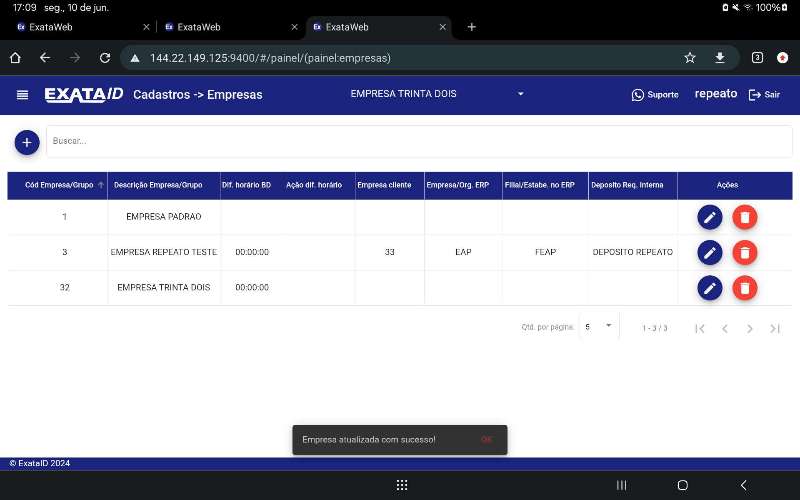 17:09 seg., 10 de jun. 100%
Ex ExataWeb Ex ExataWeb Ex ExataWeb
144.22.149.125:9400/#/painel/(painel:empresas) 3
EXATAID Cadastros -> Empresas EMPRESA TRINTA DOIS Suporte repeato Sair
Buscar...
Cód Empresa/Grupo Descrição Empresa/Grupo Dif. horário BD Ação dif. horário Empresa cliente Empresa/Org. ERP Filial/Estabe. no ERP Deposito Req. Interna Ações
1 EMPRESA PADRAO
3 EMPRESA REPEATO TESTE 00:00:00 33 EAP FEAP DEPOSITO REPEATO
32 EMPRESA TRINTA DOIS 00:00:00
Qtd. por página: 5 1 - 3 / 3
Empresa atualizada com sucesso! OK
© ExataID 2024